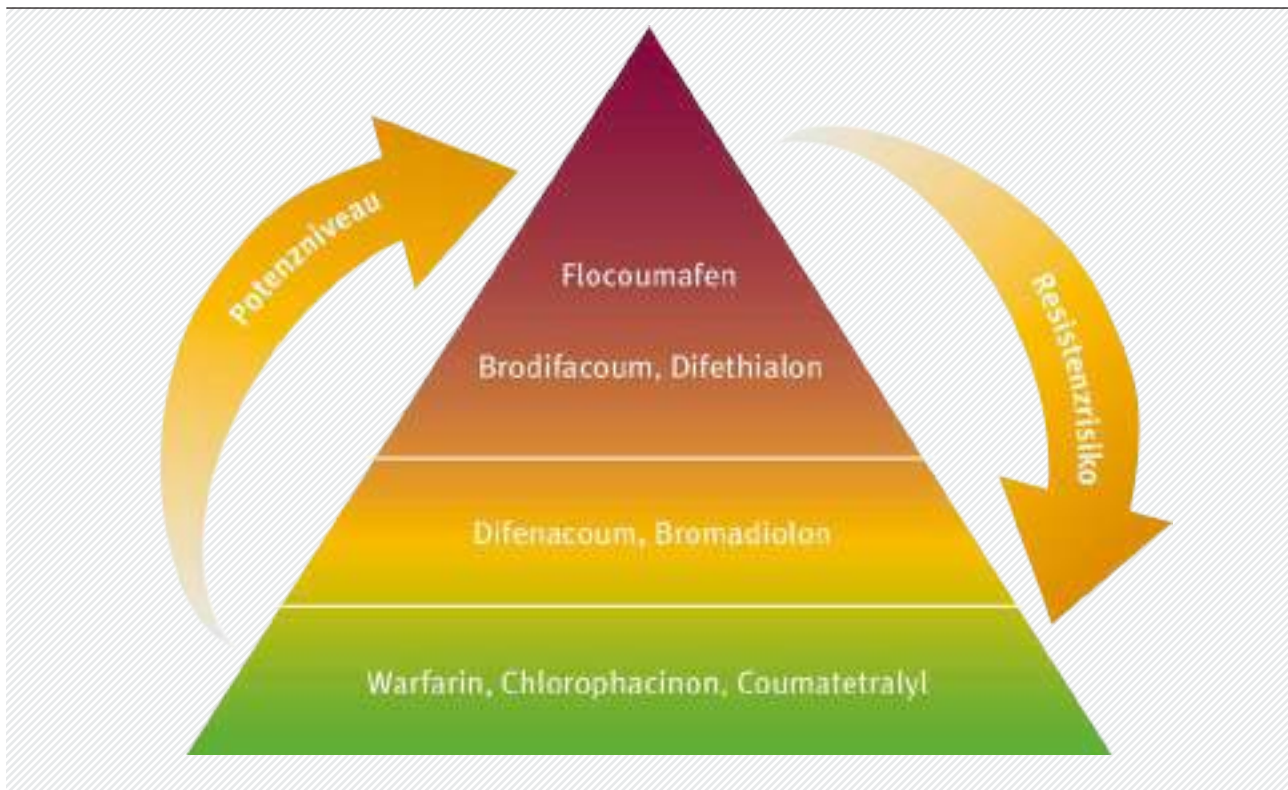 Potenzniveau
Resistenzrisiko
Flocoumafen
Brodifacoum, Difethialon
Difenacoum, Bromadiolon
Warfarin, Chlorophacinon, Coumatetralyl